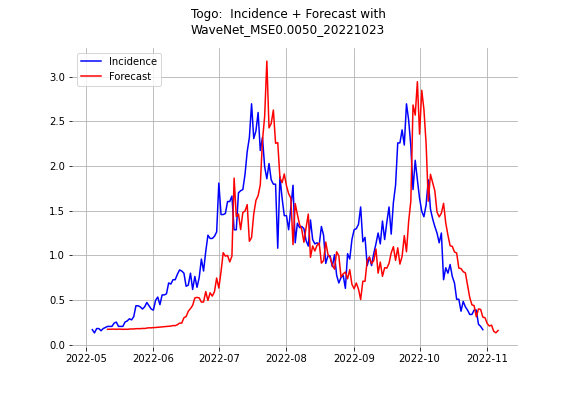 Togo:  Incidence + Forecast with
WaveNet_MSE0.0050_20221023
Incidence
Forecast
3.0
2.5
2.0
1.5
1.0
0.5
0.0
2022-05 2022-06 2022-07 2022-08 2022-09 2022-10 2022-11